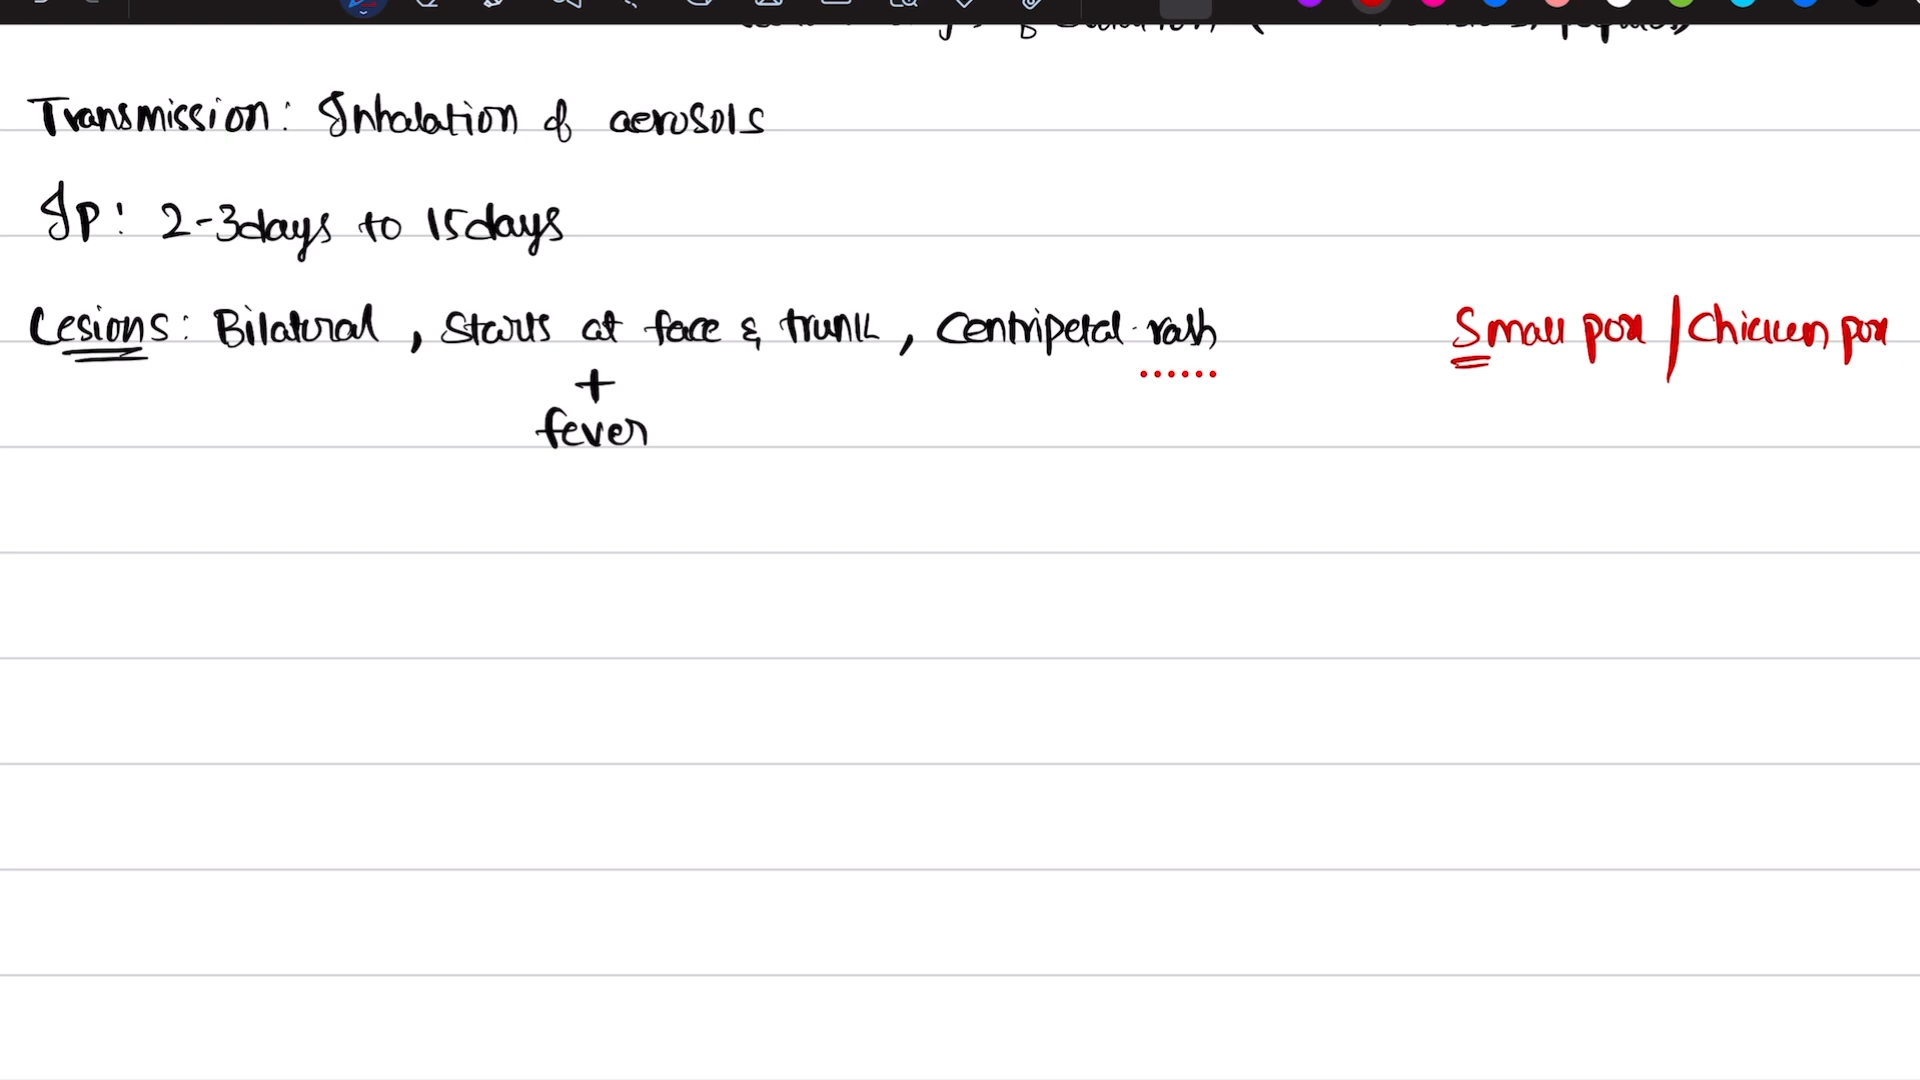 Transmission: Inhalation of aerosols
IP: 2-3days to 15days
Lesions: Bilateral, starts at face & trunk, Centripetal rash
+
fever
Small pox / Chicken pox